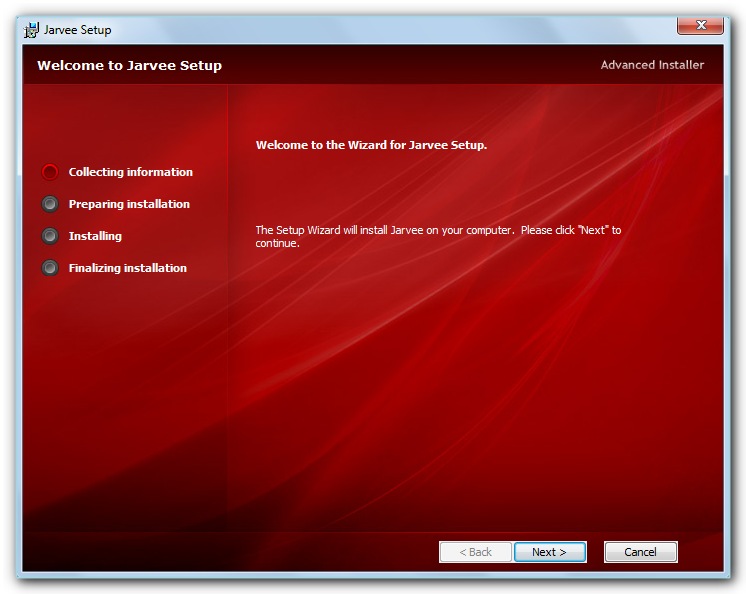 Jarvee Setup
Welcome to Jarvee Setup
Advanced Installer
Welcome to the Wizard for Jarvee Setup.
Collecting information
Preparing installation
Installing
Finalizing installation
The Setup Wizard will install Jarvee on your computer.  Please click "Next" to
continue.
< Back
Next >
Cancel